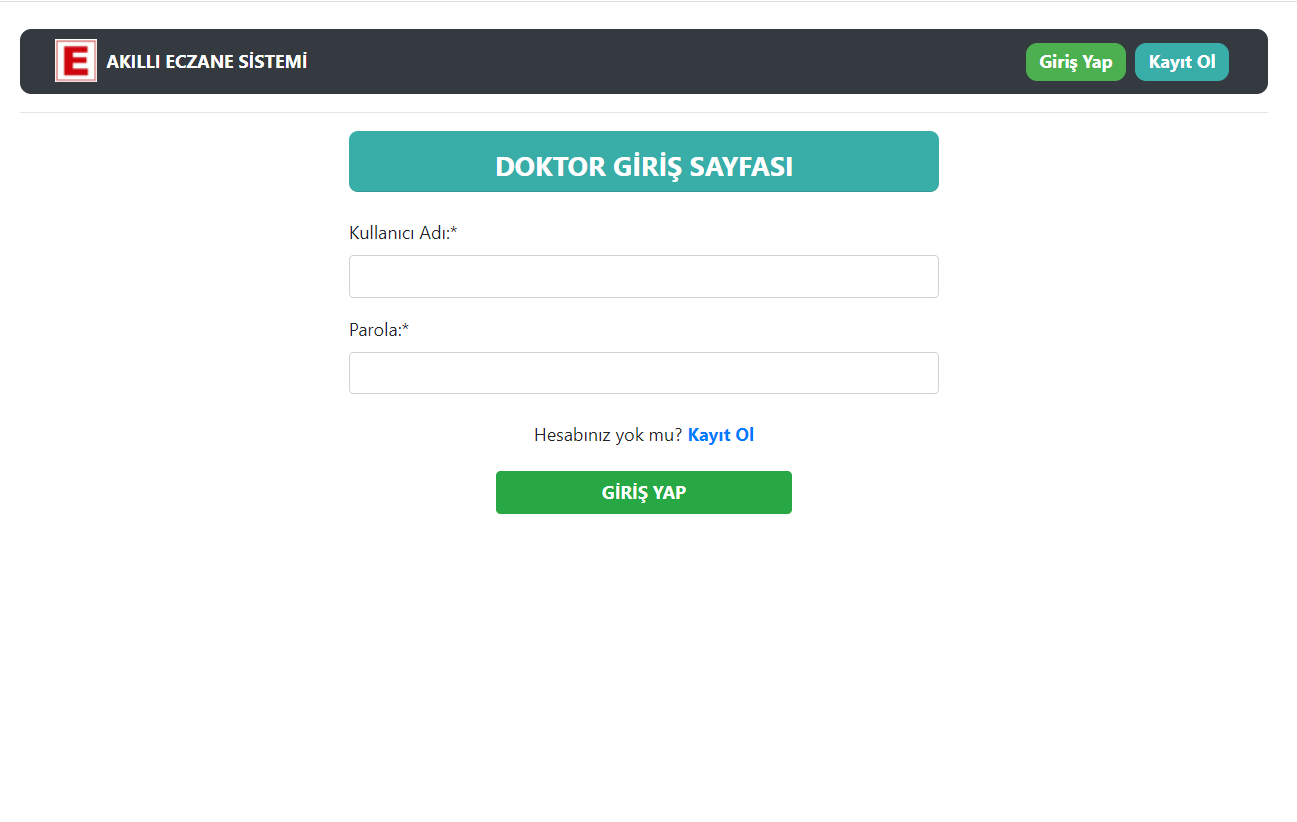 E AKILLI ECZANE SİSTEMİ Giriş Yap Kayıt Ol
DOKTOR GİRİŞ SAYFASI
Kullanıcı Adı:*
Parola:*
Hesabınız yok mu? Kayıt Ol
GİRİŞ YAP